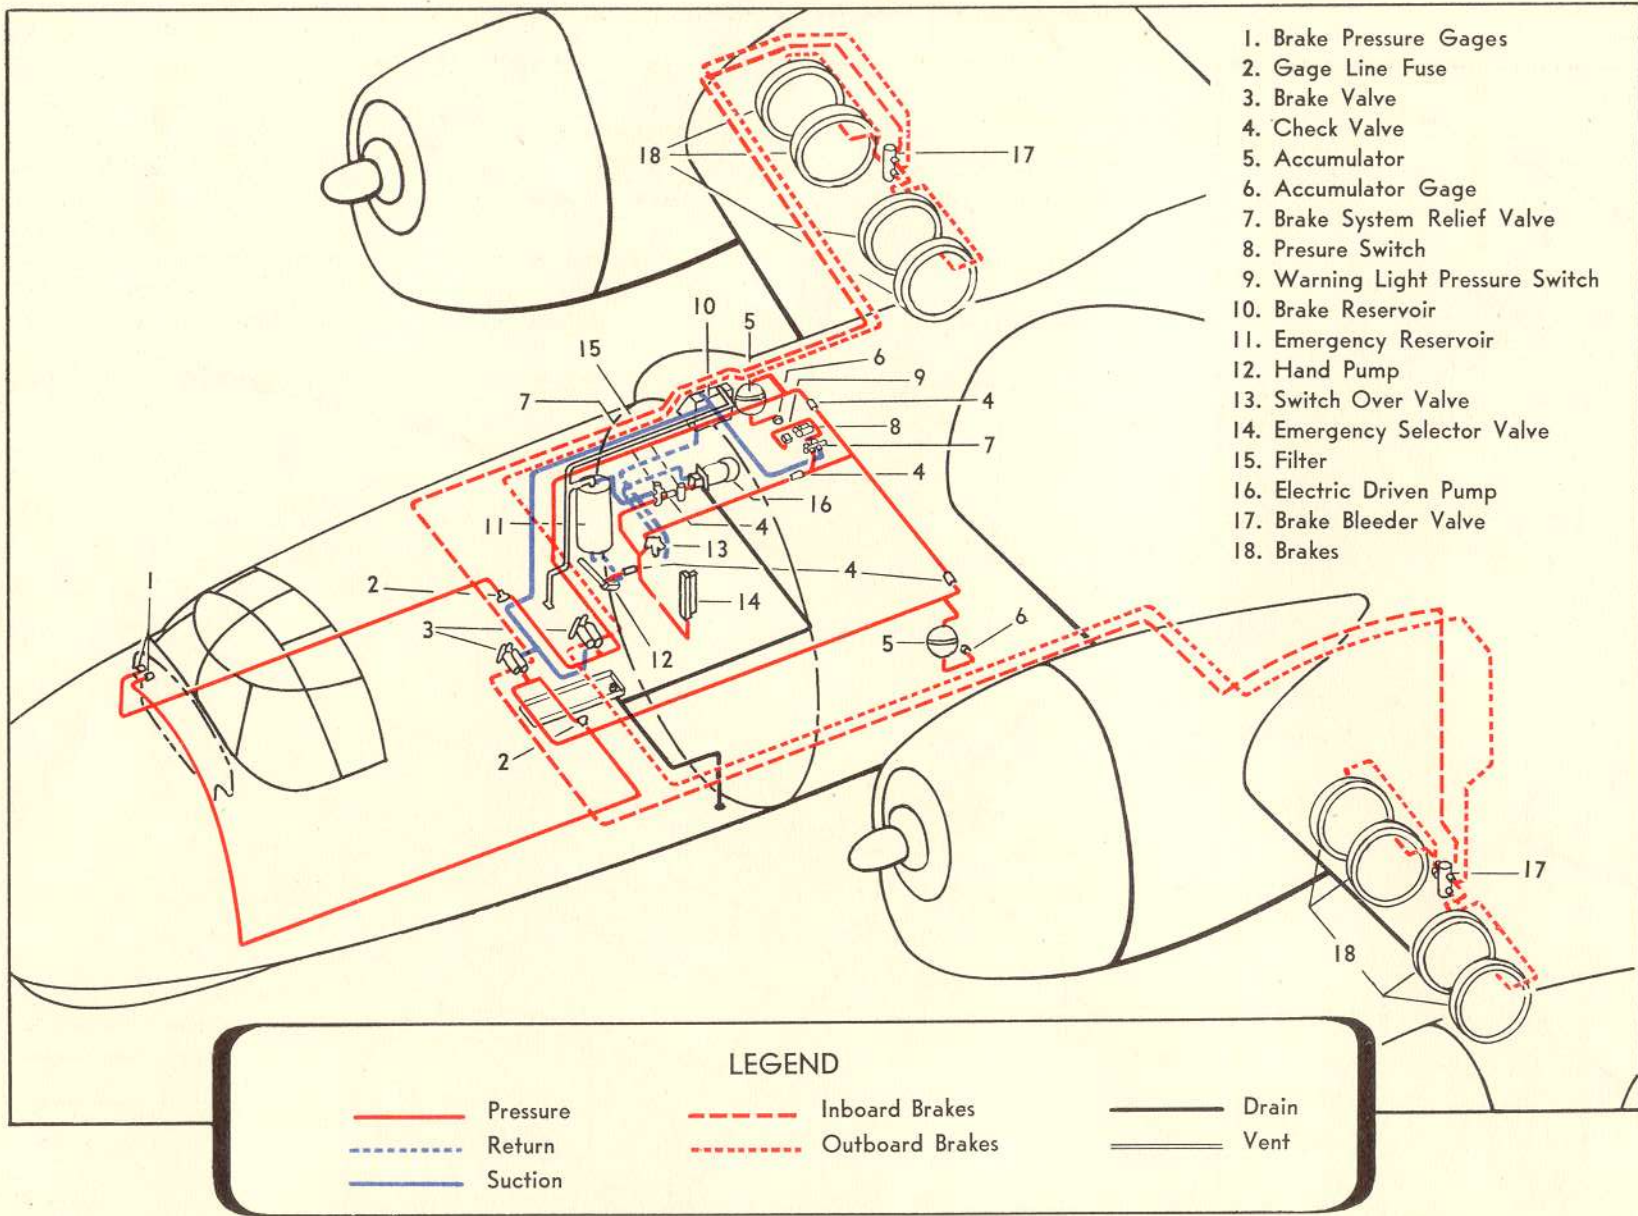 1. Brake Pressure Gages
2. Gage Line Fuse
3. Brake Valve
4. Check Valve
5. Accumulator
6. Accumulator Gage
7. Brake System Relief Valve
8. Presure Switch
9. Warning Light Pressure Switch
10. Brake Reservoir
11. Emergency Reservoir
12. Hand Pump
13. Switch Over Valve
14. Emergency Selector Valve
15. Filter
16. Electric Driven Pump
17. Brake Bleeder Valve
18. Brakes
18
17
10
5
15
6
9
7
4
8
7
4
16
11
4
13
1
2
4
14
3
5
6
12
2
17
18
LEGEND
Pressure
Return
Suction
Inboard Brakes
Outboard Brakes
Drain
Vent